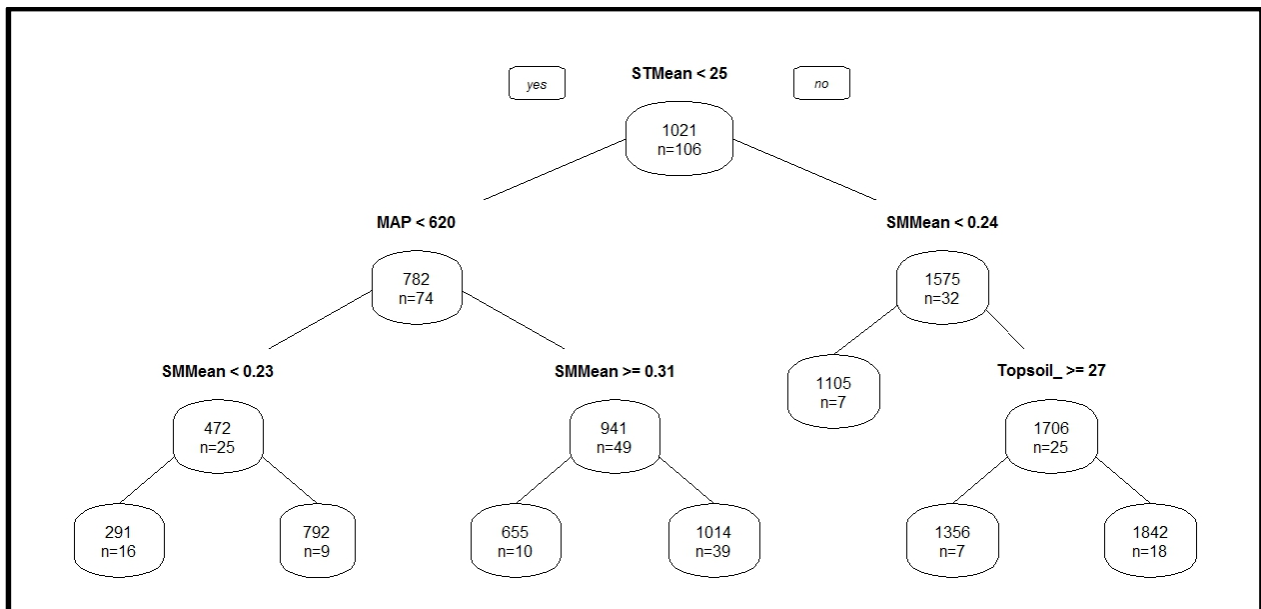 STMean < 25
yes
no
1021
n=106
MAP < 620
SMMean < 0.24
782
n=74
1575
n=32
SMMean < 0.23
SMMean >= 0.31
Topsoil_ >= 27
1105
n=7
472
n=25
941
n=49
1706
n=25
291
n=16
792
n=9
655
n=10
1014
n=39
1356
n=7
1842
n=18